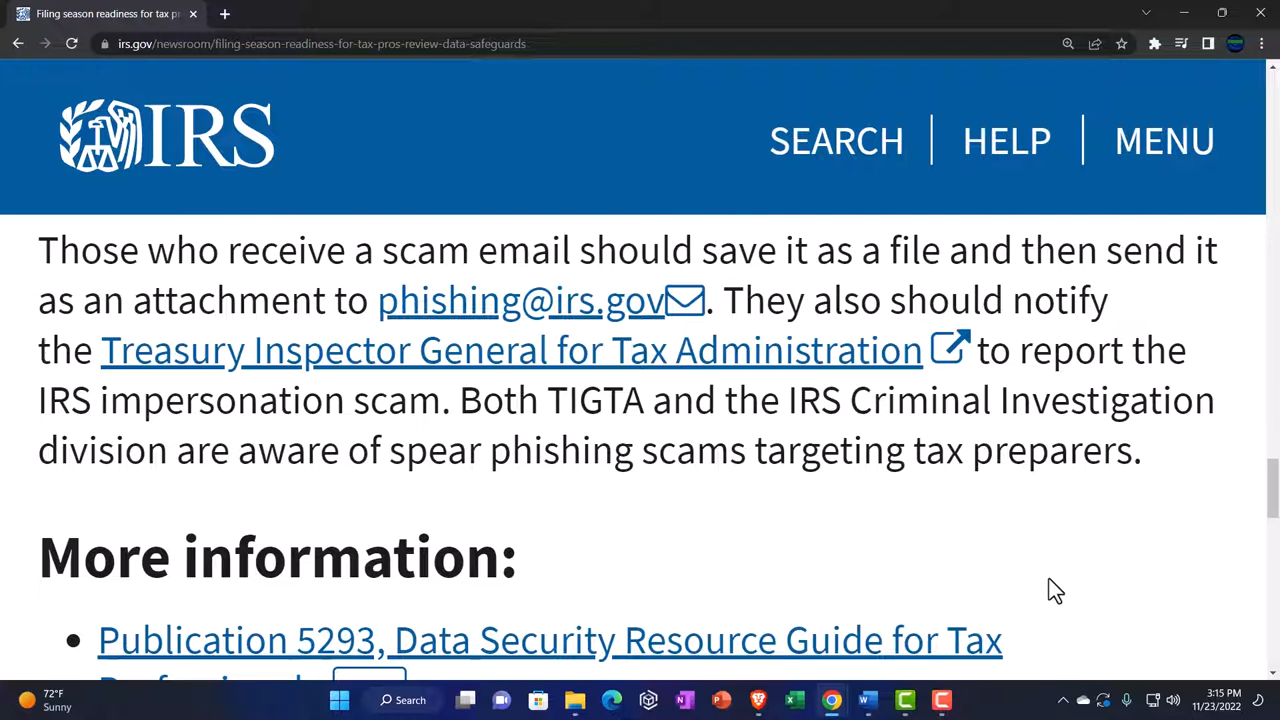 Filing season readiness for tax p
irs.gov/newsroom/filing-season-readiness-for-tax-pros-review-data-safeguards
IRS
SEARCH
HELP
MENU
Those who receive a scam email should save it as a file and then send it
as an attachment to phishing@irs.gov. They also should notify
the Treasury Inspector General for Tax Administration to report the
IRS impersonation scam. Both TIGTA and the IRS Criminal Investigation
division are aware of spear phishing scams targeting tax preparers.
More information:
• Publication 5293, Data Security Resource Guide for Tax
72°F
Sunny
Search
3:15 PM
11/23/2022